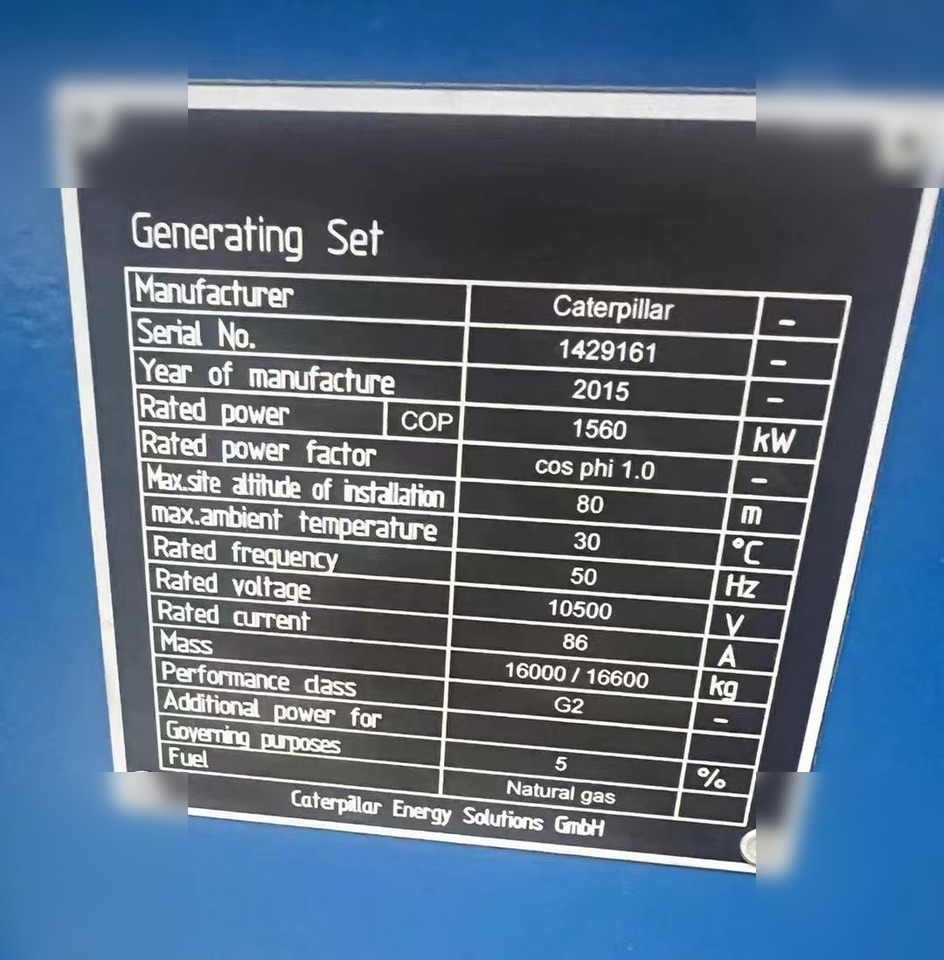 Generating Set
Manufacturer Caterpillar -
Serial No. 1429161 -
Year of manufacture 2015 -
Rated power COP 1560 kW
Rated power factor cos phi 1.0 -
Max.site altitude of installation 80 m
max.ambient temperature 30 °C
Rated frequency 50 Hz
Rated voltage 10500 V
Rated current 86 A
Mass 16000 / 16600 kg
Performance class G2 -
Additional power for
Governing purposes 5 %
Fuel Natural gas
Caterpillar Energy Solutions GmbH